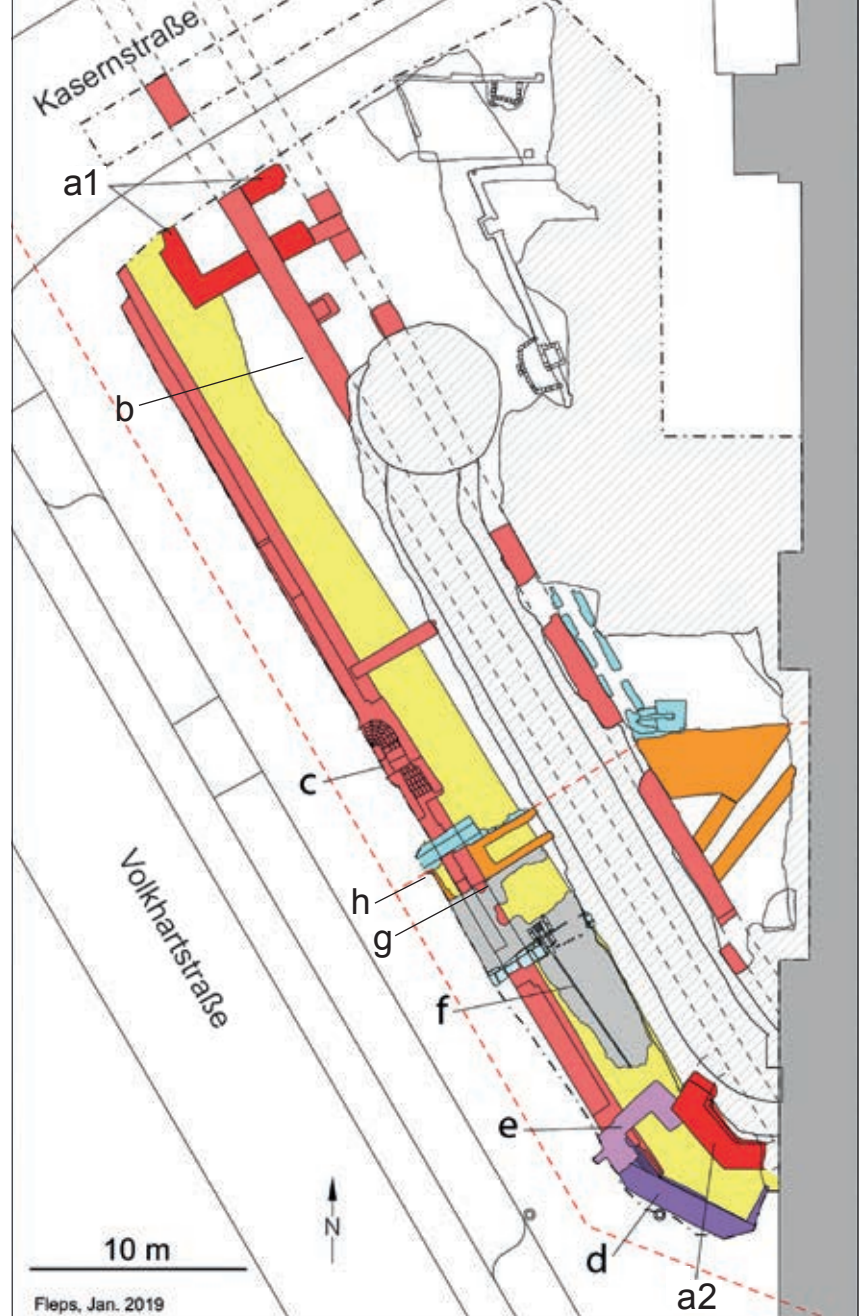 Kasernstraße
a1
b
c
Volkhartstraße
h
g
f
e
N
d
10 m
a2
Fleps, Jan. 2019